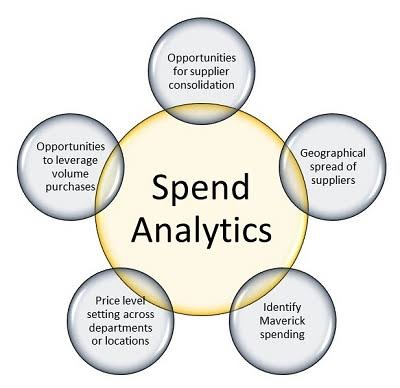 Opportunities
for supplier
consolidation
Opportunities
to leverage
volume
purchases
Geographical
spread of
suppliers
Spend
Analytics
Price level
setting across
departments
or locations
Identify
Maverick
spending